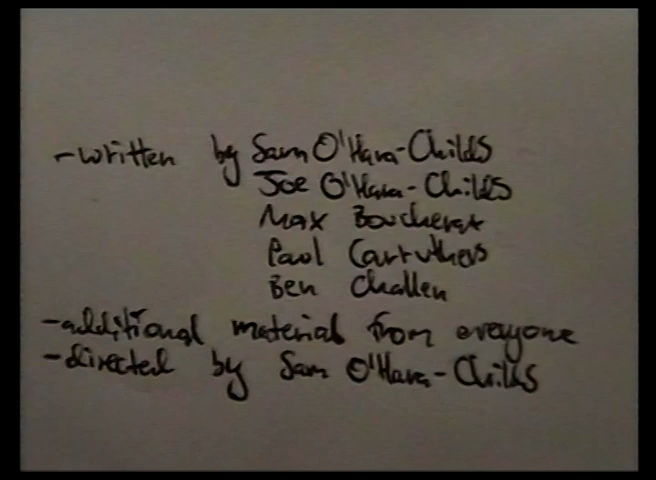 -written by Sam O'Hara-Childs
Joe O'Hara-Childs
Max Boucherat
Paul Carruthers
Ben Challen
-additional material from everyone
-directed by Sam O'Hara-Childs